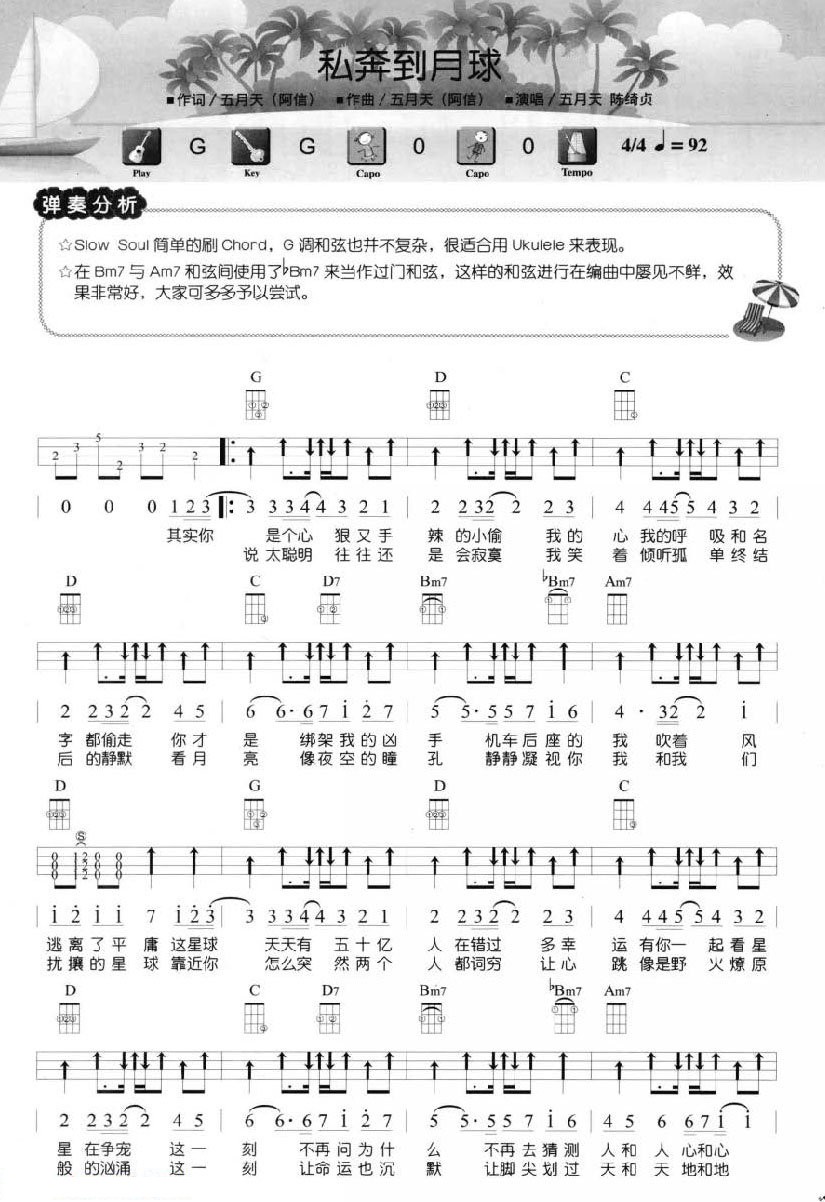 私奔到月球
■作词/五月天（阿信） ■作曲/五月天（阿信） ■演唱/五月天 陈绮贞
G G 0 0 4/4 ♩=92
Play Key Capo Capo Tempo
弹奏分析
☆Slow Soul 简单的刷 Chord，G 调和弦也并不复杂，很适合用 Ukulele 来表现。
☆在 Bm7 与 Am7 和弦间使用了♭Bm7 来当作过门和弦，这样的和弦进行在编曲中屡见不鲜，效
果非常好，大家可多多予以尝试。
G D C
2 3 5 2 3 2 2
0 0 0 1 2 3 3 3 3 4 4 3 2 1 2 2 3 2 2 2 3 4 4 4 5 5 4 3 2
其实你 是个心 狠又手 辣的小偷 我的 心我的呼 吸和名
说太聪明 往往还 是会寂寞 我笑 着倾听孤 单终结
D C D7 Bm7 ♭Bm7 Am7
2 2 3 2 2 4 5 6 6· 6 7 i 2 7 5 5· 5 5 7 i 6 4 · 3 2 2 i
字都偷走 你才 是 绑架我的凶 手 机车后座的 我 吹着 风
后的静默 看月 亮 像夜空的瞳 孔 静静凝视你 我 和我 们
D G D C
S
i 2 i i 7 i 2 3 3 3 3 4 4 3 2 1 2 2 3 2 2 2 3 4 4 4 5 5 4 3 2
逃离了平庸这星球 天天有 五十亿 人在错过 多幸 运有你一 起看星
扰攘的星球靠近你 怎么突 然两个 人都词穷 让心 跳像是野 火燎原
D C D7 Bm7 ♭Bm7 Am7
2 2 3 2 2 4 5 6 6· 6 7 i 2 7 5 5· 5 5 7 i 6 4 5 6 6 7 i i
星在争宠 这一 刻 不再问为什 么 不再去猜测 人和人 心和心
般的汹涌 这一 刻 让命运也沉 默 让脚尖划过 天和天 地和地